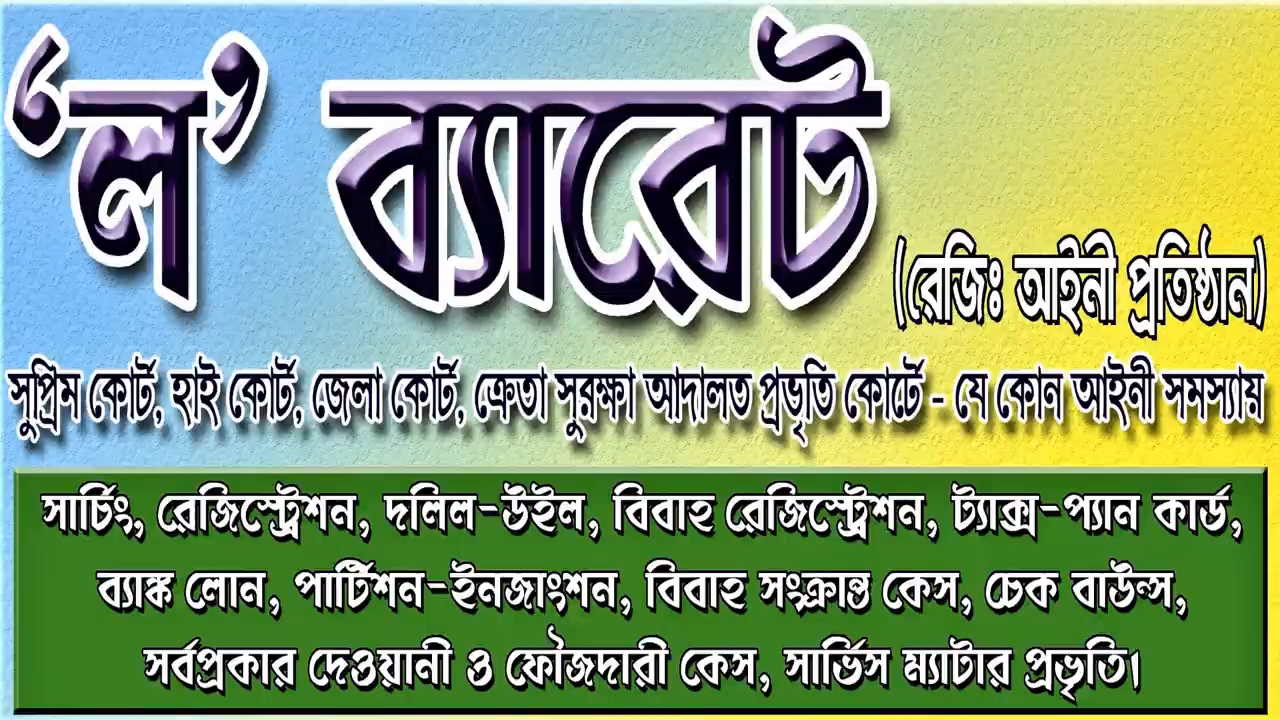 ‘ল’ ব্যারেট
(রেজিঃ আইনী প্রতিষ্ঠান)
সুপ্রিম কোর্ট, হাই কোর্ট, জেলা কোর্ট, ক্রেতা সুরক্ষা আদালত প্রভৃতি কোর্টে - যে কোন আইনী সমস্যায়
সার্চিং, রেজিস্ট্রেশন, দলিল-উইল, বিবাহ রেজিস্ট্রেশন, ট্যাক্স-প্যান কার্ড,
ব্যাঙ্ক লোন, পার্টিশন-ইনজাংশন, বিবাহ সংক্রান্ত কেস, চেক বাউন্স,
সর্বপ্রকার দেওয়ানী ও ফৌজদারী কেস, সার্ভিস ম্যাটার প্রভৃতি।